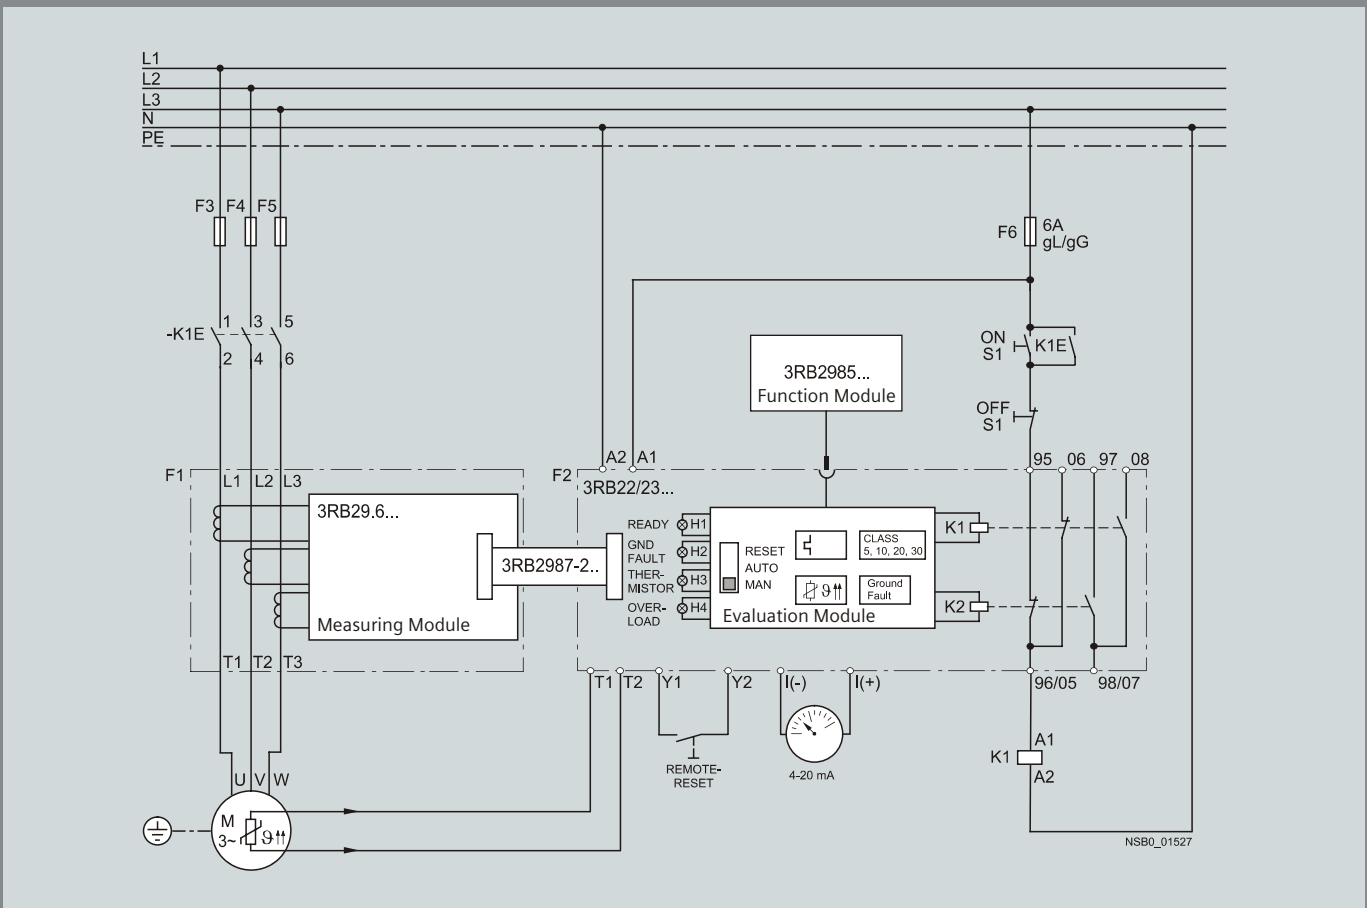 L1
L2
L3
N
PE
F3 F4 F5
F6 6A
gL/gG
-K1E 1 3 5
2 4 6
ON
S1
K1E
3RB2985...
Function Module
OFF
S1
F1 L1 L2 L3
F2 A2 A1
3RB22/23...
95 06 97 08
3RB29.6...
Measuring Module
3RB2987-2..
READY H1
GND
FAULT
H2
THER-
MISTOR
H3
OVER-
LOAD
H4
RESET
AUTO
MAN
CLASS
5, 10, 20, 30
ϑ
Ground
Fault
Evaluation Module
K1
K2
T1 T2 T3
T1 T2 Y1 Y2 I(-) I(+)
96/05 98/07
REMOTE-
RESET
4-20 mA
K1 A1
A2
U V W
M
3~
ϑ
NSB0_01527